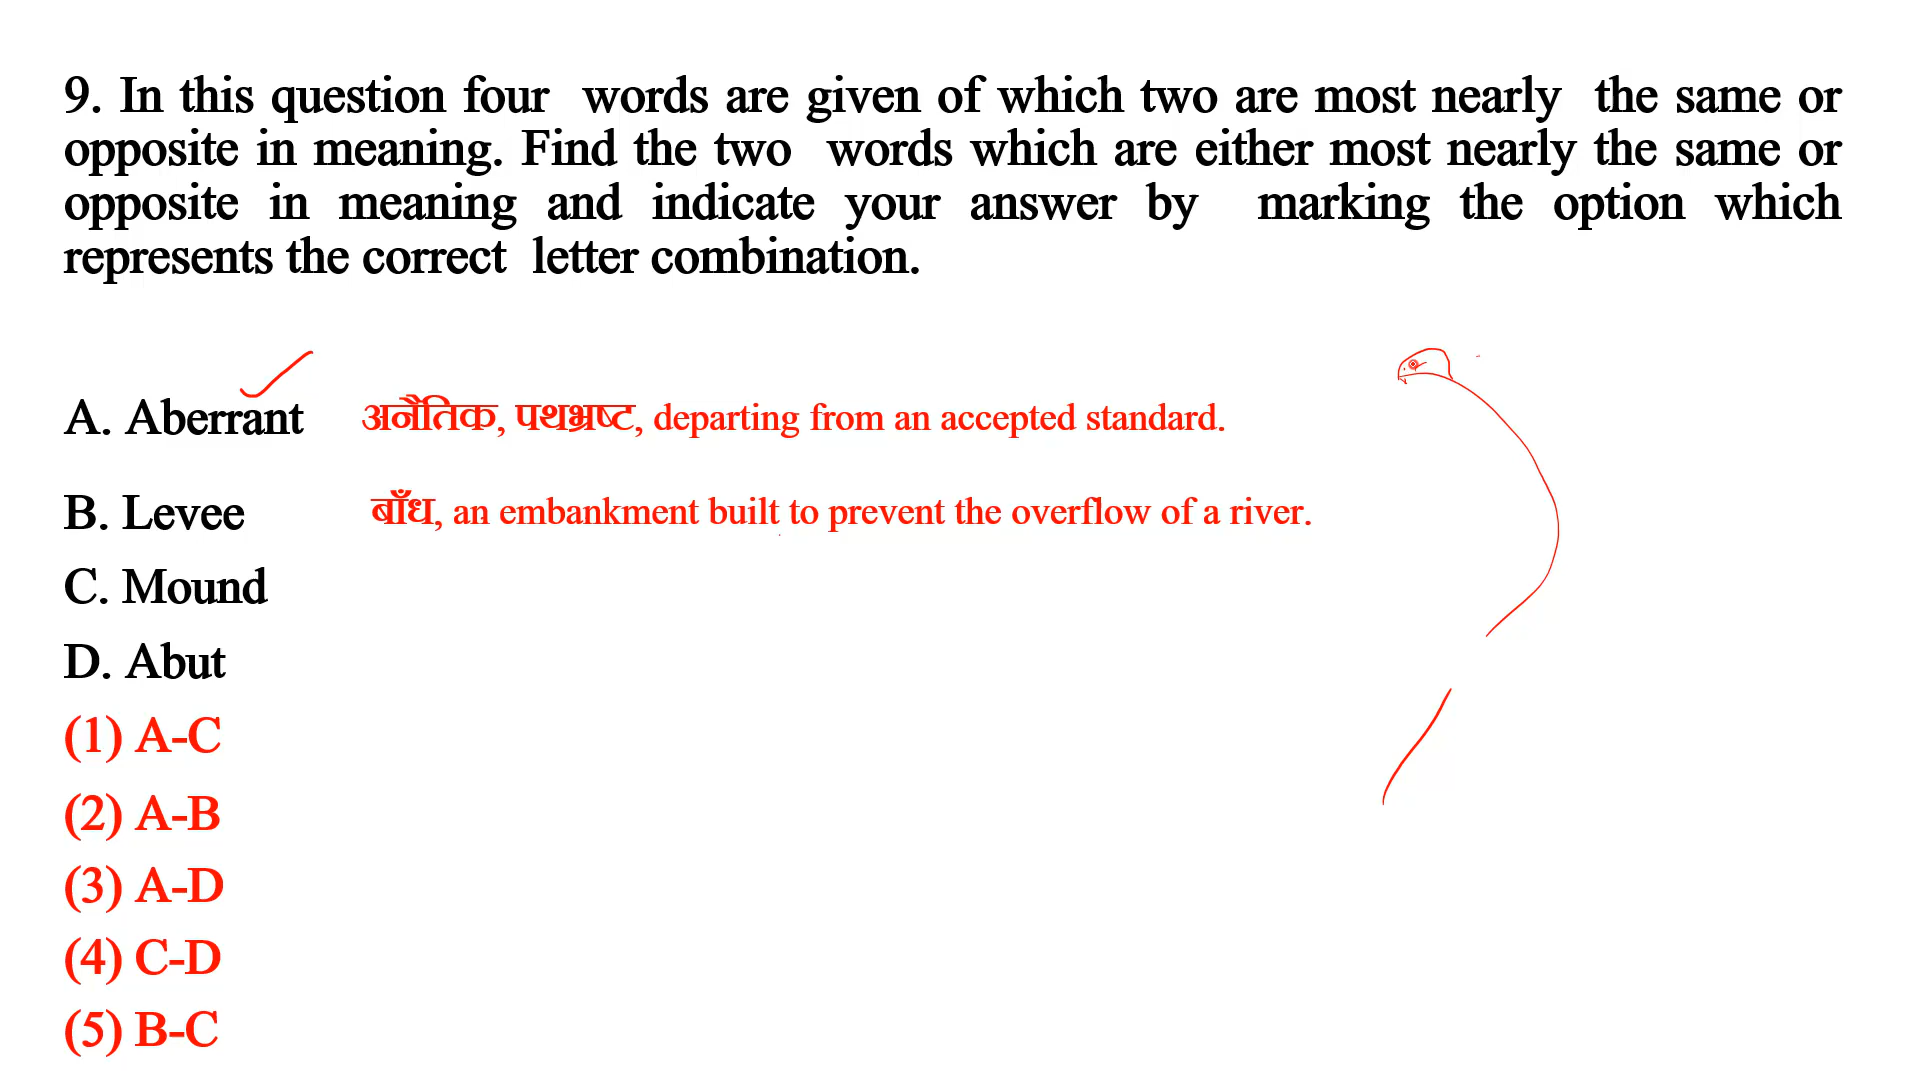 9. In this question four words are given of which two are most nearly the same or
opposite in meaning. Find the two words which are either most nearly the same or
opposite in meaning and indicate your answer by marking the option which
represents the correct letter combination.
A. Aberrant अनैतिक, पथभ्रष्ट, departing from an accepted standard.
B. Levee बाँध, an embankment built to prevent the overflow of a river.
C. Mound
D. Abut
(1) A-C
(2) A-B
(3) A-D
(4) C-D
(5) B-C